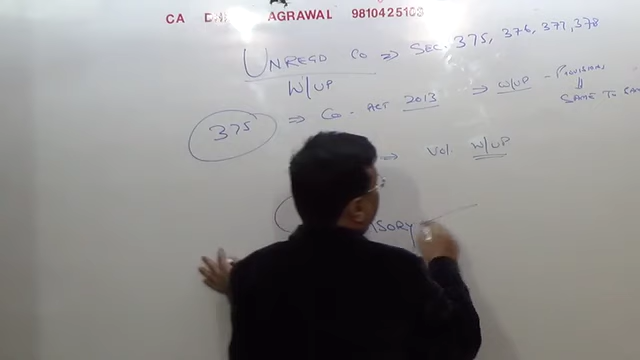 CA AGRAWAL 9810425103
UNREGD CO ⇒ SEC. 375, 376, 377, 378
W/UP
375 ⇒ CO. ACT 2013 → W/UP - PROVISIONS
SAME TO
→ VOL. W/UP
SORY